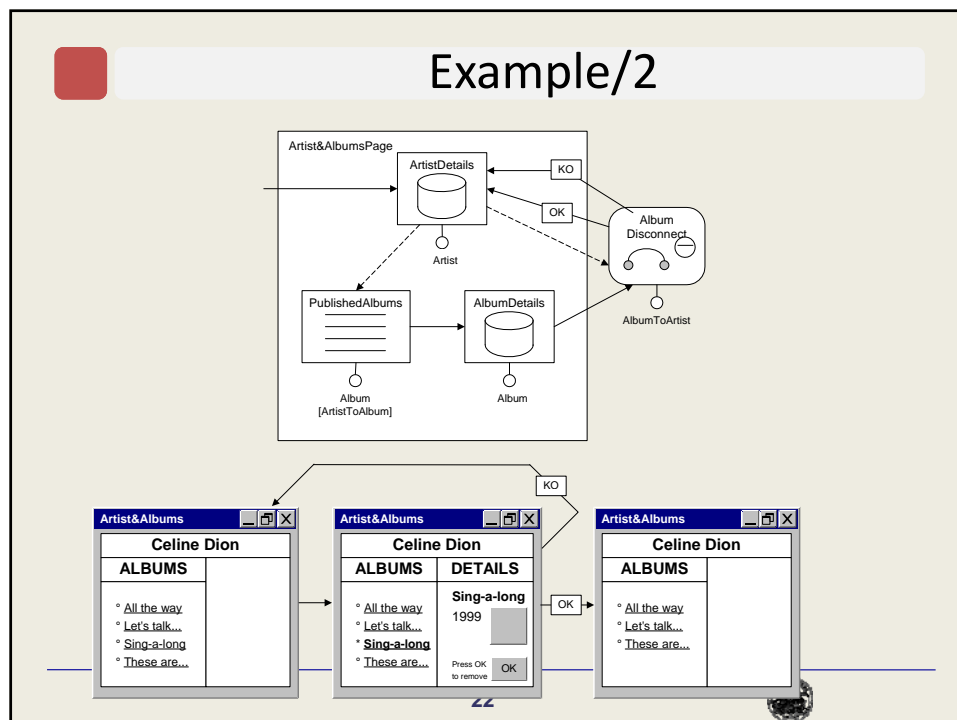 Example/2
Artist&AlbumsPage
ArtistDetails
Artist
KO
OK
Album
Disconnect
AlbumToArtist
PublishedAlbums
Album
[ArtistToAlbum]
AlbumDetails
Album
KO
Artist&Albums
Celine Dion
ALBUMS
° All the way
° Let's talk...
° Sing-a-long
° These are...
Artist&Albums
Celine Dion
ALBUMS
DETAILS
° All the way
° Let's talk...
* Sing-a-long
° These are...
Sing-a-long
1999
Press OK
to remove
OK
OK
Artist&Albums
Celine Dion
ALBUMS
° All the way
° Let's talk...
° These are...
22